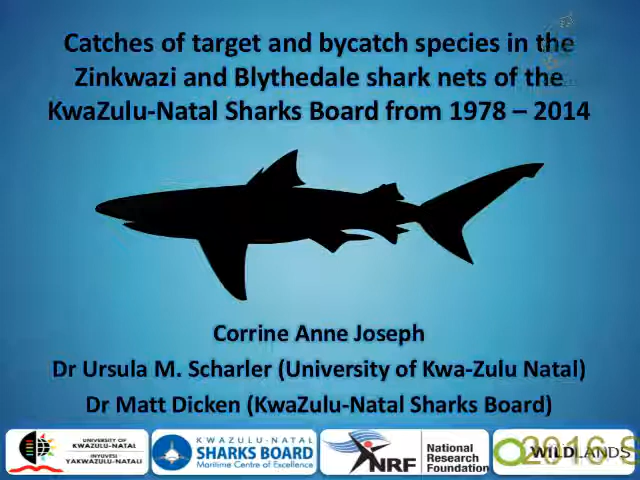 Catches of target and bycatch species in the
Zinkwazi and Blythedale shark nets of the
KwaZulu-Natal Sharks Board from 1978 – 2014
Corrine Anne Joseph
Dr Ursula M. Scharler (University of Kwa-Zulu Natal)
Dr Matt Dicken (KwaZulu-Natal Sharks Board)
UNIVERSITY OF
KWAZULU-NATAL
INYUVESI
YAKWAZULU-NATALI
KWAZULU-NATAL
SHARKS BOARD
Maritime Centre of Excellence
NRF
National
Research
Foundation
WILDLANDS
2016 S